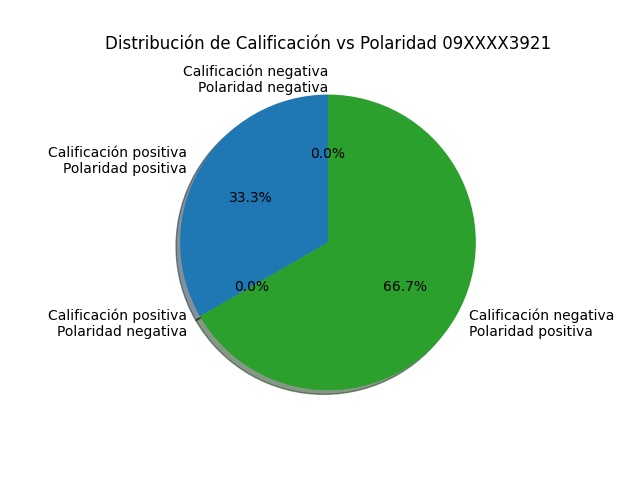 Distribución de Calificación vs Polaridad 09XXXX3921
Calificación negativa
Polaridad negativa
0.0%
Calificación positiva
Polaridad positiva
33.3%
Calificación positiva
Polaridad negativa
0.0%
66.7%
Calificación negativa
Polaridad positiva